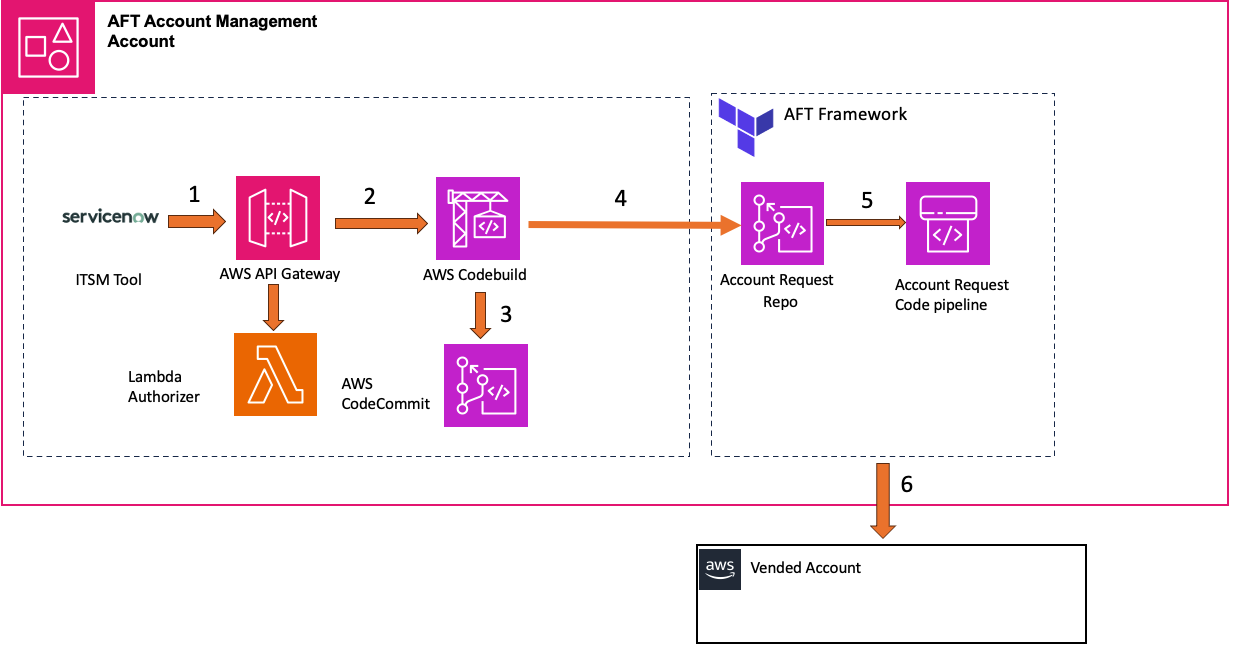 AFT Account Management
Account
AFT Framework
1
2
4
5
servicenow
ITSM Tool
AWS API Gateway
AWS Codebuild
Account Request
Repo
Account Request
Code pipeline
3
Lambda
Authorizer
AWS
CodeCommit
6
aws
Vended Account